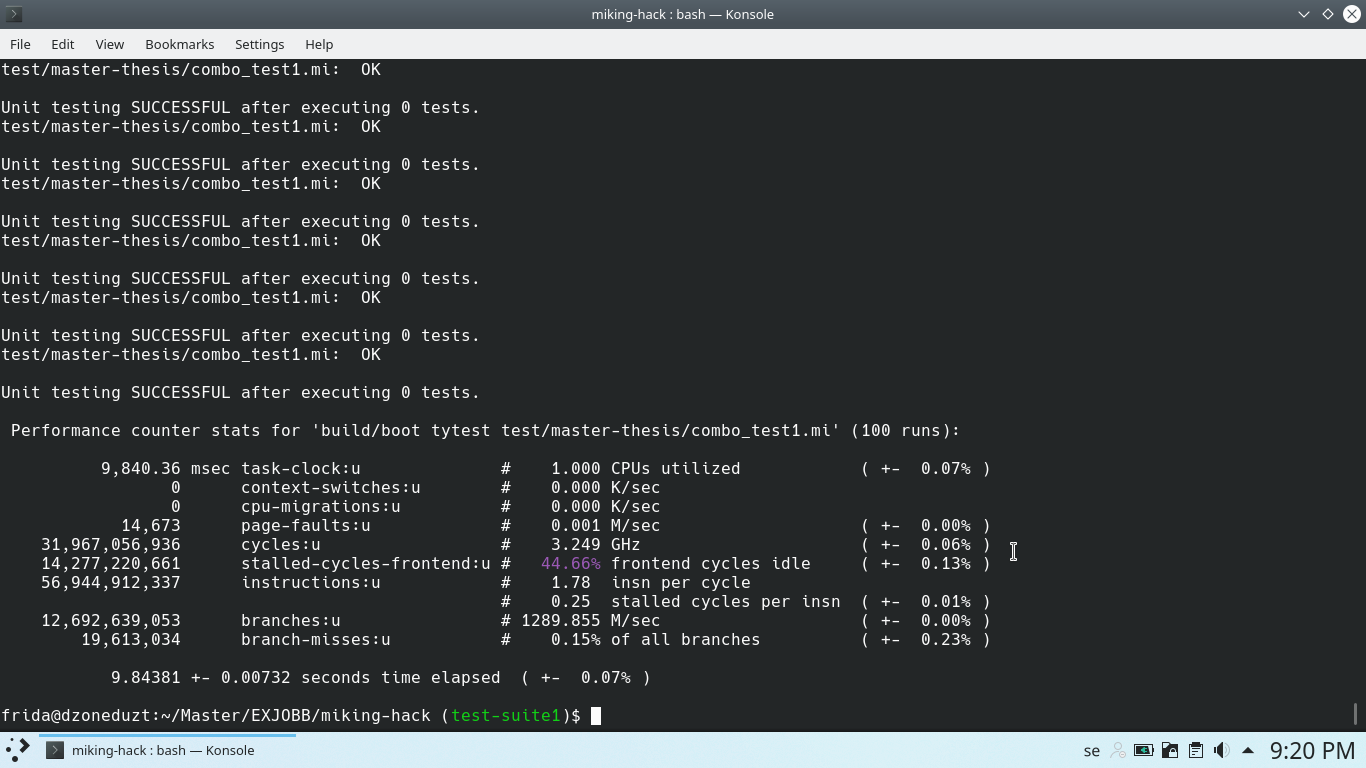 miking-hack : bash — Konsole
File Edit View Bookmarks Settings Help
test/master-thesis/combo_test1.mi:  OK
Unit testing SUCCESSFUL after executing 0 tests.
test/master-thesis/combo_test1.mi:  OK
Unit testing SUCCESSFUL after executing 0 tests.
test/master-thesis/combo_test1.mi:  OK
Unit testing SUCCESSFUL after executing 0 tests.
test/master-thesis/combo_test1.mi:  OK
Unit testing SUCCESSFUL after executing 0 tests.
test/master-thesis/combo_test1.mi:  OK
Unit testing SUCCESSFUL after executing 0 tests.
test/master-thesis/combo_test1.mi:  OK
Unit testing SUCCESSFUL after executing 0 tests.
Performance counter stats for 'build/boot tytest test/master-thesis/combo_test1.mi' (100 runs):
9,840.36 msec task-clock:u # 1.000 CPUs utilized ( +- 0.07% )
0 context-switches:u # 0.000 K/sec
0 cpu-migrations:u # 0.000 K/sec
14,673 page-faults:u # 0.001 M/sec ( +- 0.00% )
31,967,056,936 cycles:u # 3.249 GHz ( +- 0.06% )
14,277,220,661 stalled-cycles-frontend:u # 44.66% frontend cycles idle ( +- 0.13% )
56,944,912,337 instructions:u # 1.78 insn per cycle
# 0.25 stalled cycles per insn ( +- 0.01% )
12,692,639,053 branches:u # 1289.855 M/sec ( +- 0.00% )
19,613,034 branch-misses:u # 0.15% of all branches ( +- 0.23% )
9.84381 +- 0.00732 seconds time elapsed ( +- 0.07% )
frida@dzoneduzt:~/Master/EXJOBB/miking-hack (test-suite1)$
miking-hack : bash — Konsole se 9:20 PM